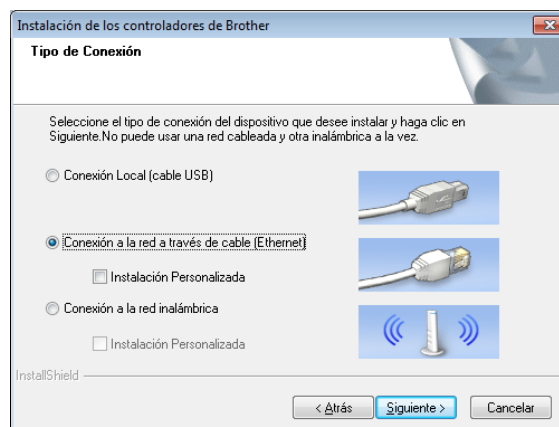 Instalación de los controladores de Brother
Tipo de Conexión
Seleccione el tipo de conexión del dispositivo que desee instalar y haga clic en
Siguiente.No puede usar una red cableada y otra inalámbrica a la vez.
Conexión Local (cable USB)
Conexión a la red a través de cable (Ethernet)
Instalación Personalizada
Conexión a la red inalámbrica
Instalación Personalizada
InstallShield
< Atrás Siguiente > Cancelar